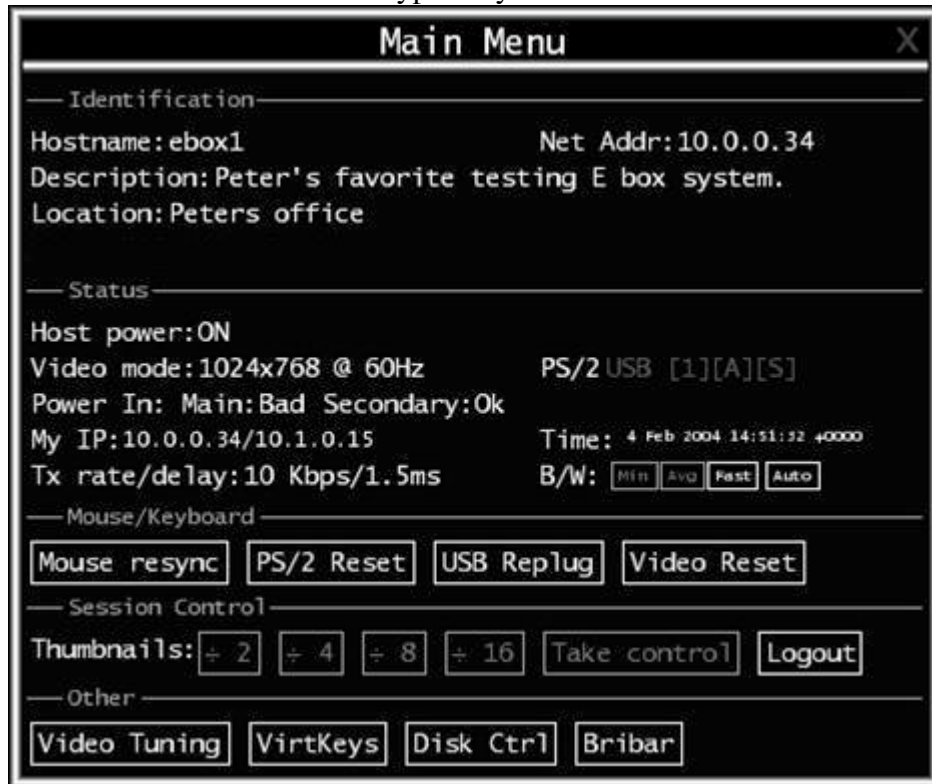 Main Menu X
Identification
Hostname:ebox1 Net Addr:10.0.0.34
Description:Peter's favorite testing E box system.
Location:Peters office
Status
Host power:ON
Video mode:1024x768 @ 60Hz PS/2 USB [1][A][S]
Power In: Main:Bad Secondary:Ok
My IP:10.0.0.34/10.1.0.15 Time: 4 Feb 2004 14:51:32 +0000
Tx rate/delay:10 Kbps/1.5ms B/W: Min Avg Fast Auto
Mouse/Keyboard
Mouse resync PS/2 Reset USB Replug Video Reset
Session Control
Thumbnails: ÷ 2 ÷ 4 ÷ 8 ÷ 16 Take control Logout
Other
Video Tuning VirtKeys Disk Ctrl Bribar